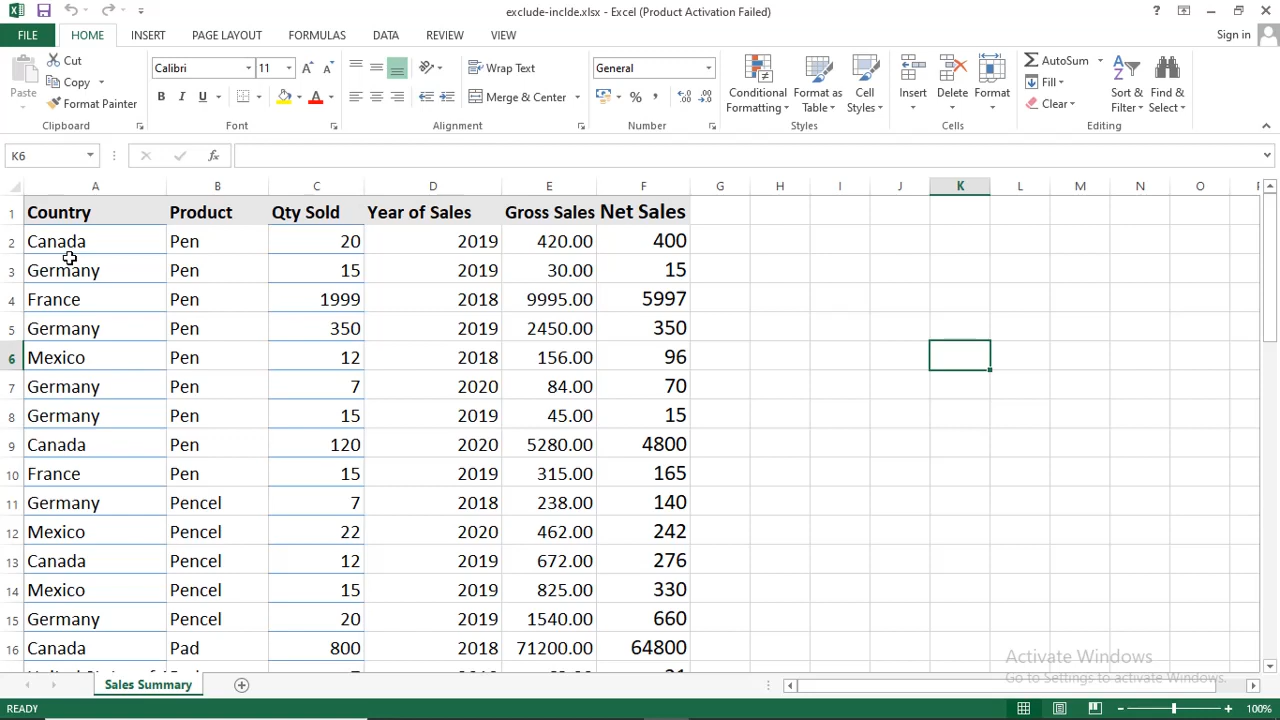 exclude-inclde.xlsx - Excel (Product Activation Failed)
FILE HOME INSERT PAGE LAYOUT FORMULAS DATA REVIEW VIEW Sign in
Paste
Cut
Copy
Format Painter
Clipboard
Calibri 11
B I U
A
Font
Wrap Text
Merge & Center
Alignment
General
%
Number
Conditional Formatting
Format as Table
Cell Styles
Styles
Insert
Delete
Format
Cells
AutoSum
Fill
Clear
Sort & Filter
Find & Select
Editing
K6
fx
A B C D E F G H I J K L M N O
1 Country Product Qty Sold Year of Sales Gross Sales Net Sales
2 Canada Pen 20 2019 420.00 400
3 Germany Pen 15 2019 30.00 15
4 France Pen 1999 2018 9995.00 5997
5 Germany Pen 350 2019 2450.00 350
6 Mexico Pen 12 2018 156.00 96
7 Germany Pen 7 2020 84.00 70
8 Germany Pen 15 2019 45.00 15
9 Canada Pen 120 2020 5280.00 4800
10 France Pen 15 2019 315.00 165
11 Germany Pencel 7 2018 238.00 140
12 Mexico Pencel 22 2020 462.00 242
13 Canada Pencel 12 2019 672.00 276
14 Mexico Pencel 15 2019 825.00 330
15 Germany Pencel 20 2019 1540.00 660
16 Canada Pad 800 2018 71200.00 64800
Activate Windows
Go to Settings to activate Windows.
Sales Summary
READY 100%